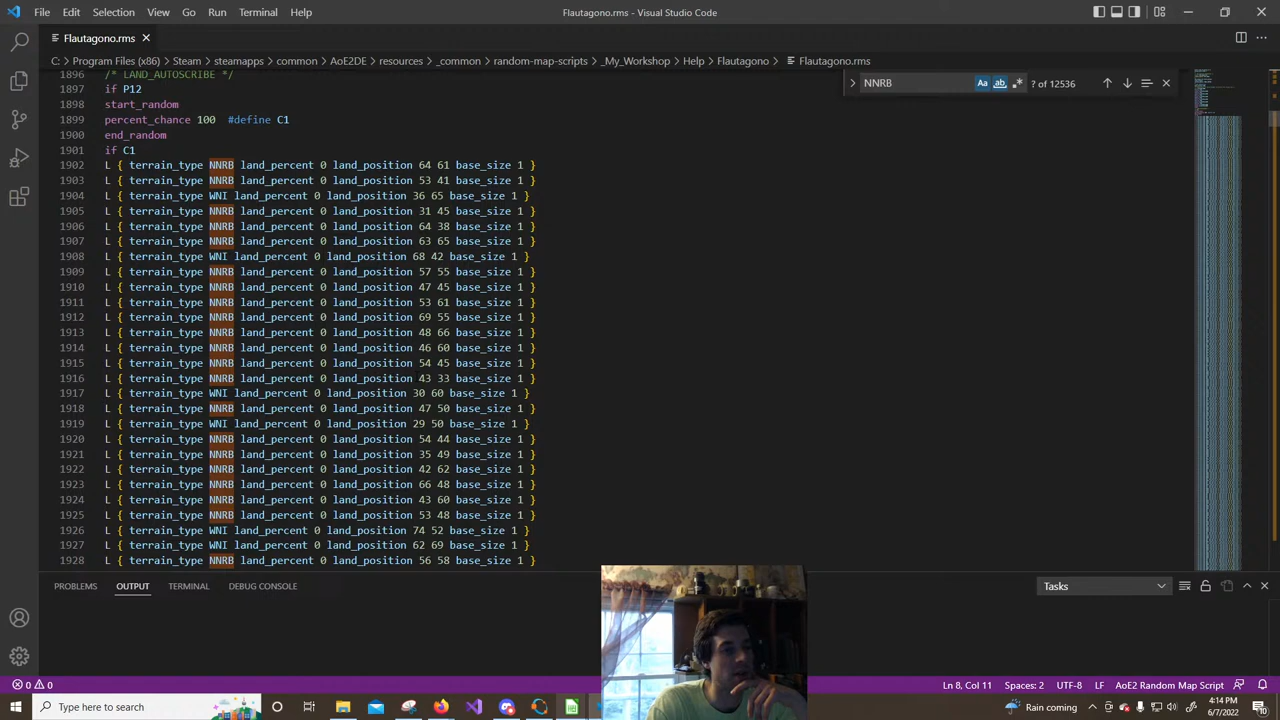 File Edit Selection View Go Run Terminal Help Flautagono.rms - Visual Studio Code
Flautagono.rms
C: > Program Files (x86) > Steam > steamapps > common > AoE2DE > resources > _common > random-map-scripts > _My_Workshop > Help > Flautagono > Flautagono.rms
NNRB Aa ab ? of 12536
1896 /* LAND_AUTOSCRIBE */
1897 if P12
1898 start_random
1899 percent_chance 100 #define C1
1900 end_random
1901 if C1
1902 L { terrain_type NNRB land_percent 0 land_position 64 61 base_size 1 }
1903 L { terrain_type NNRB land_percent 0 land_position 53 41 base_size 1 }
1904 L { terrain_type WNI land_percent 0 land_position 36 65 base_size 1 }
1905 L { terrain_type NNRB land_percent 0 land_position 31 45 base_size 1 }
1906 L { terrain_type NNRB land_percent 0 land_position 64 38 base_size 1 }
1907 L { terrain_type NNRB land_percent 0 land_position 63 65 base_size 1 }
1908 L { terrain_type WNI land_percent 0 land_position 68 42 base_size 1 }
1909 L { terrain_type NNRB land_percent 0 land_position 57 55 base_size 1 }
1910 L { terrain_type NNRB land_percent 0 land_position 47 45 base_size 1 }
1911 L { terrain_type NNRB land_percent 0 land_position 53 61 base_size 1 }
1912 L { terrain_type NNRB land_percent 0 land_position 69 55 base_size 1 }
1913 L { terrain_type NNRB land_percent 0 land_position 48 66 base_size 1 }
1914 L { terrain_type NNRB land_percent 0 land_position 46 60 base_size 1 }
1915 L { terrain_type NNRB land_percent 0 land_position 54 45 base_size 1 }
1916 L { terrain_type NNRB land_percent 0 land_position 43 33 base_size 1 }
1917 L { terrain_type WNI land_percent 0 land_position 30 60 base_size 1 }
1918 L { terrain_type NNRB land_percent 0 land_position 47 50 base_size 1 }
1919 L { terrain_type WNI land_percent 0 land_position 29 50 base_size 1 }
1920 L { terrain_type NNRB land_percent 0 land_position 54 44 base_size 1 }
1921 L { terrain_type NNRB land_percent 0 land_position 35 49 base_size 1 }
1922 L { terrain_type NNRB land_percent 0 land_position 42 62 base_size 1 }
1923 L { terrain_type NNRB land_percent 0 land_position 66 48 base_size 1 }
1924 L { terrain_type NNRB land_percent 0 land_position 43 60 base_size 1 }
1925 L { terrain_type NNRB land_percent 0 land_position 53 48 base_size 1 }
1926 L { terrain_type WNI land_percent 0 land_position 74 52 base_size 1 }
1927 L { terrain_type WNI land_percent 0 land_position 62 69 base_size 1 }
1928 L { terrain_type NNRB land_percent 0 land_position 56 58 base_size 1 }
PROBLEMS OUTPUT TERMINAL DEBUG CONSOLE Tasks
0 0 Ln 8, Col 11 Spaces: 2 UTF-8 LF AoE2 Random Map Script
Type here to search Rain coming 4:14 PM
6/7/2022